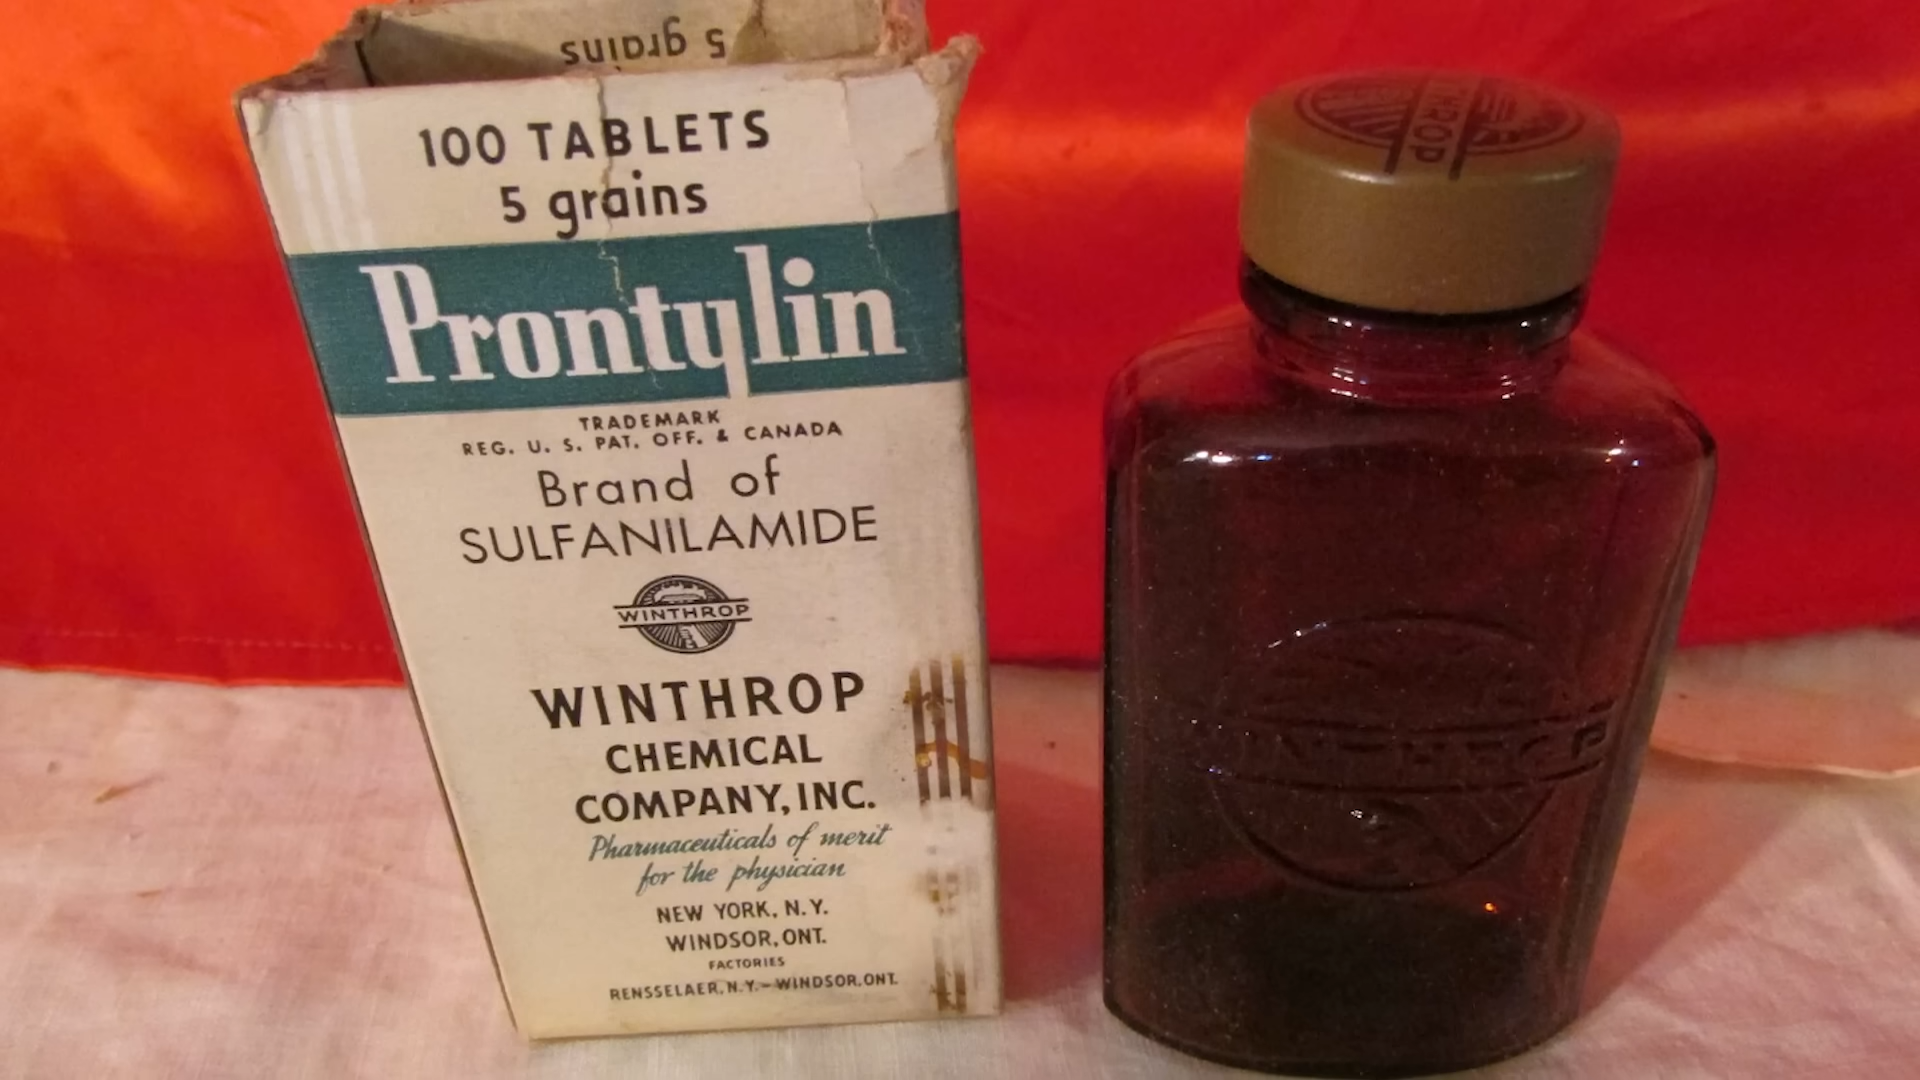 5 grains
100 TABLETS
5 grains
Prontylin
TRADEMARK
REG. U. S. PAT. OFF. & CANADA
Brand of
SULFANILAMIDE
WINTHROP
WINTHROP
CHEMICAL
COMPANY, INC.
Pharmaceuticals of merit
for the physician
NEW YORK, N.Y.
WINDSOR, ONT.
FACTORIES
RENSSELAER, N.Y.-WINDSOR, ONT.
WINTHROP
WINTHROP